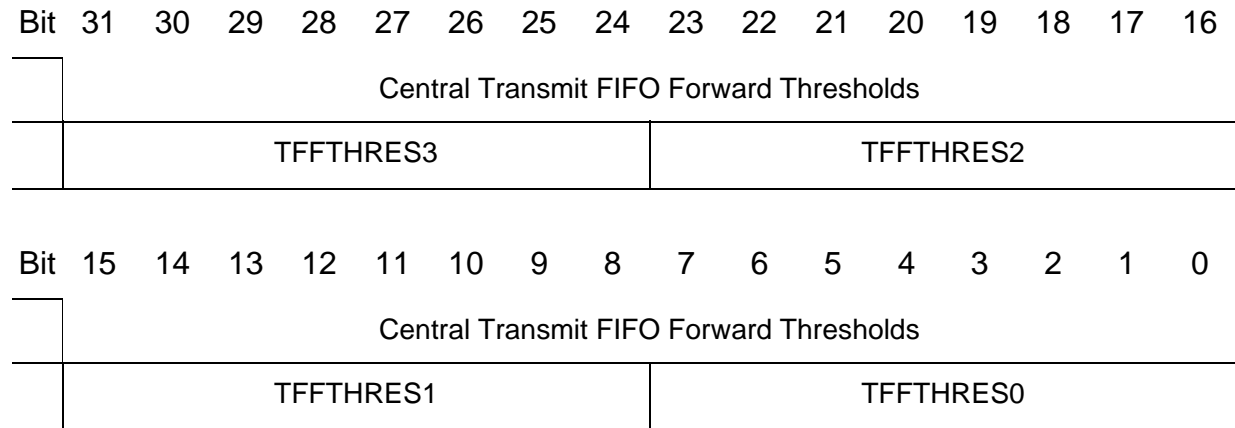 Bit 31 30 29 28 27 26 25 24 23 22 21 20 19 18 17 16
Central Transmit FIFO Forward Thresholds
TFFTHRES3 TFFTHRES2
Bit 15 14 13 12 11 10 9 8 7 6 5 4 3 2 1 0
Central Transmit FIFO Forward Thresholds
TFFTHRES1 TFFTHRES0